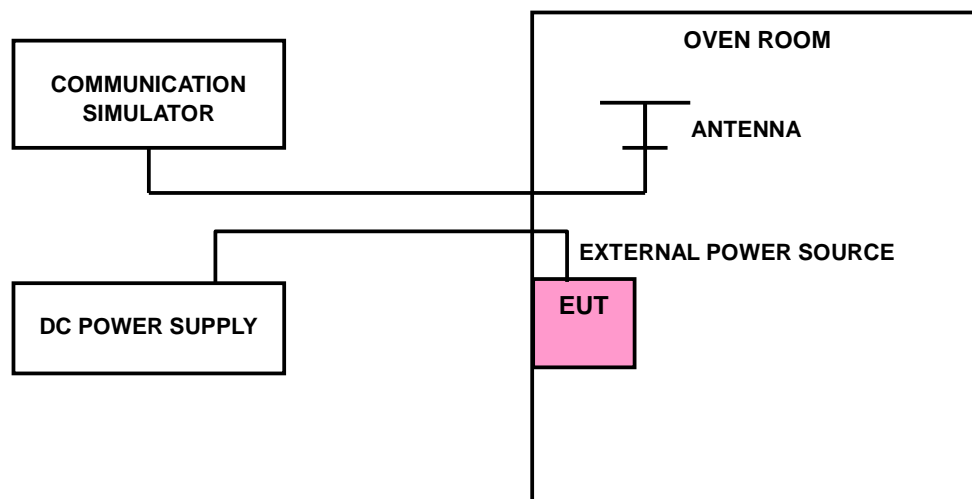 OVEN ROOM
COMMUNICATION
SIMULATOR
ANTENNA
EXTERNAL POWER SOURCE
EUT
DC POWER SUPPLY